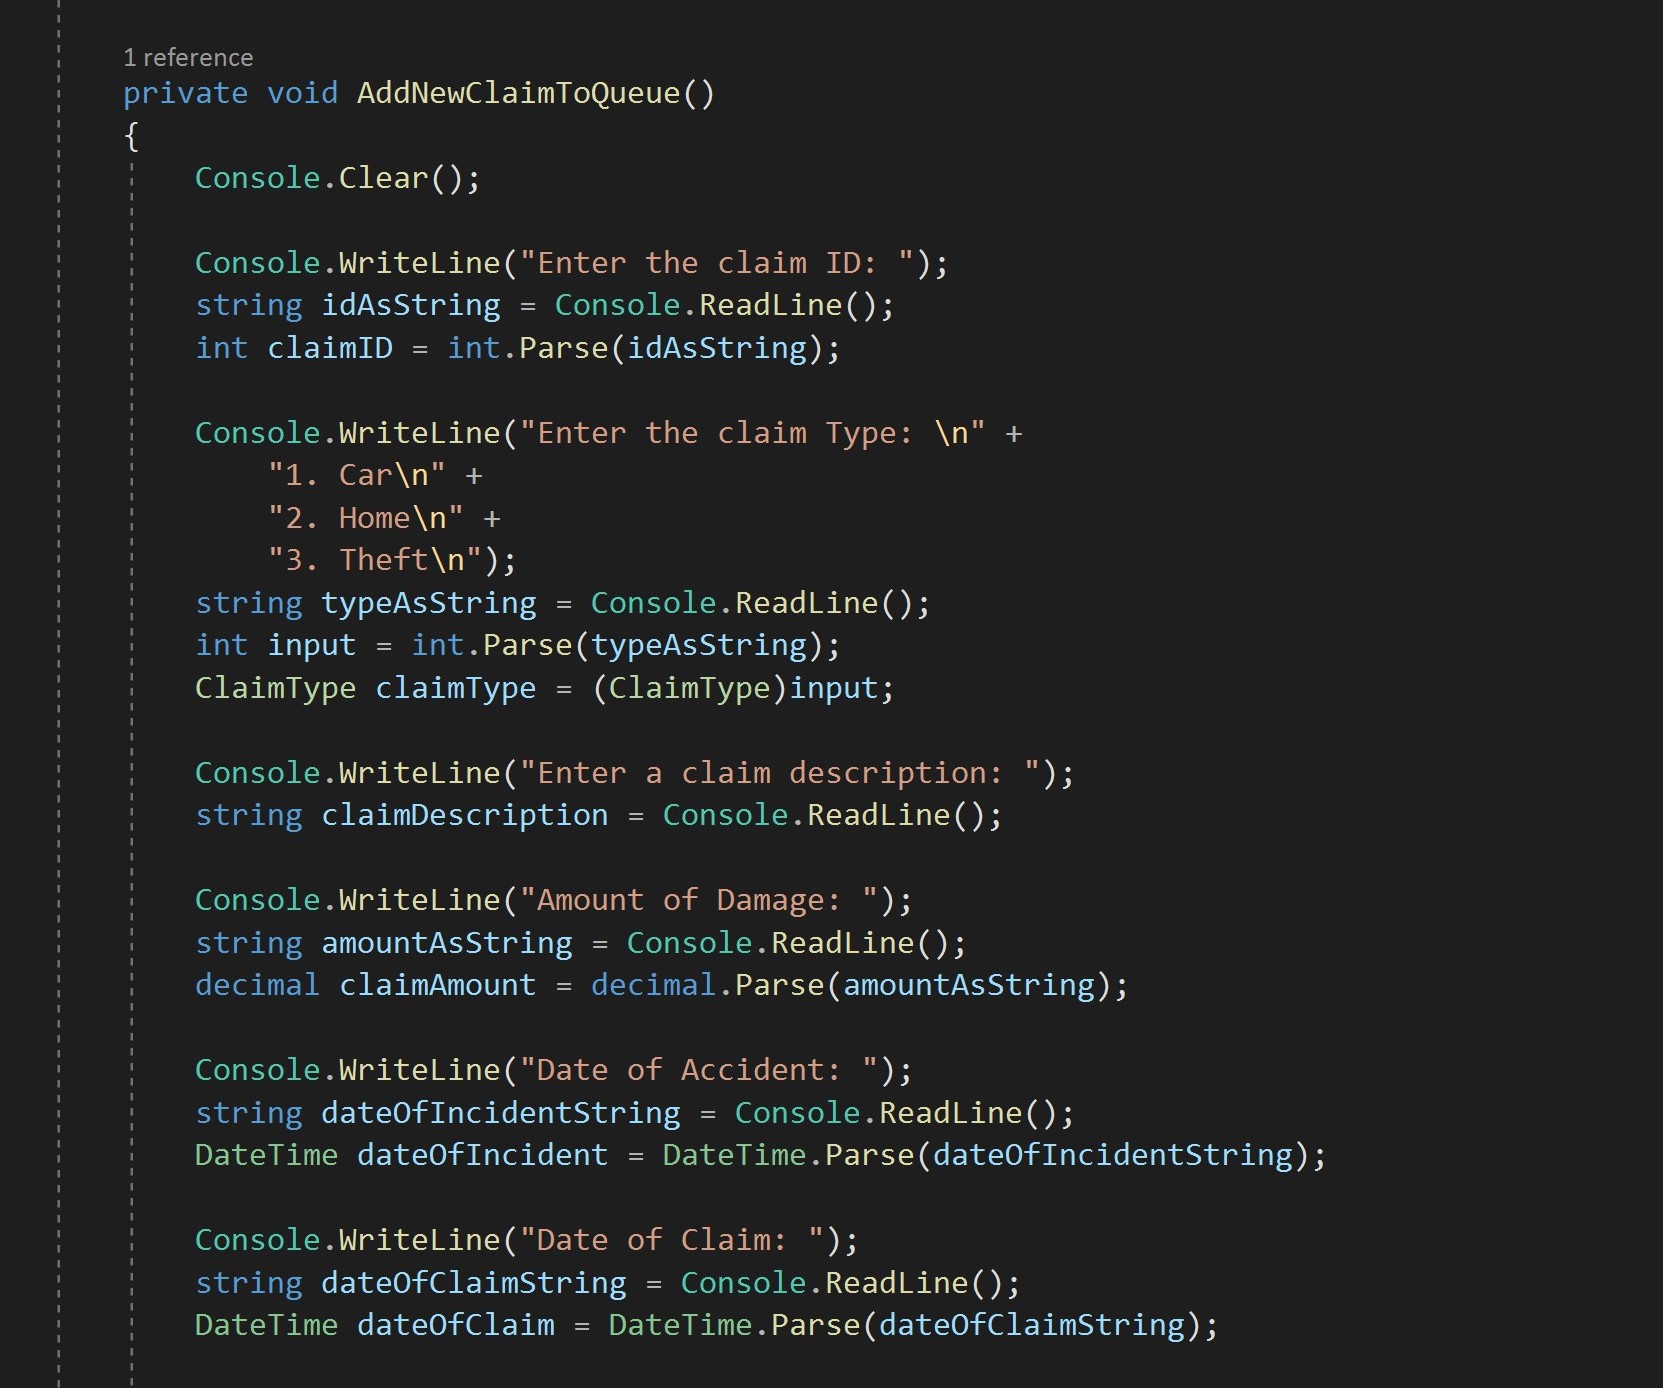 1 reference
private void AddNewClaimToQueue()
{
Console.Clear();
Console.WriteLine("Enter the claim ID: ");
string idAsString = Console.ReadLine();
int claimID = int.Parse(idAsString);
Console.WriteLine("Enter the claim Type: \n" +
"1. Car\n" +
"2. Home\n" +
"3. Theft\n");
string typeAsString = Console.ReadLine();
int input = int.Parse(typeAsString);
ClaimType claimType = (ClaimType)input;
Console.WriteLine("Enter a claim description: ");
string claimDescription = Console.ReadLine();
Console.WriteLine("Amount of Damage: ");
string amountAsString = Console.ReadLine();
decimal claimAmount = decimal.Parse(amountAsString);
Console.WriteLine("Date of Accident: ");
string dateOfIncidentString = Console.ReadLine();
DateTime dateOfIncident = DateTime.Parse(dateOfIncidentString);
Console.WriteLine("Date of Claim: ");
string dateOfClaimString = Console.ReadLine();
DateTime dateOfClaim = DateTime.Parse(dateOfClaimString);